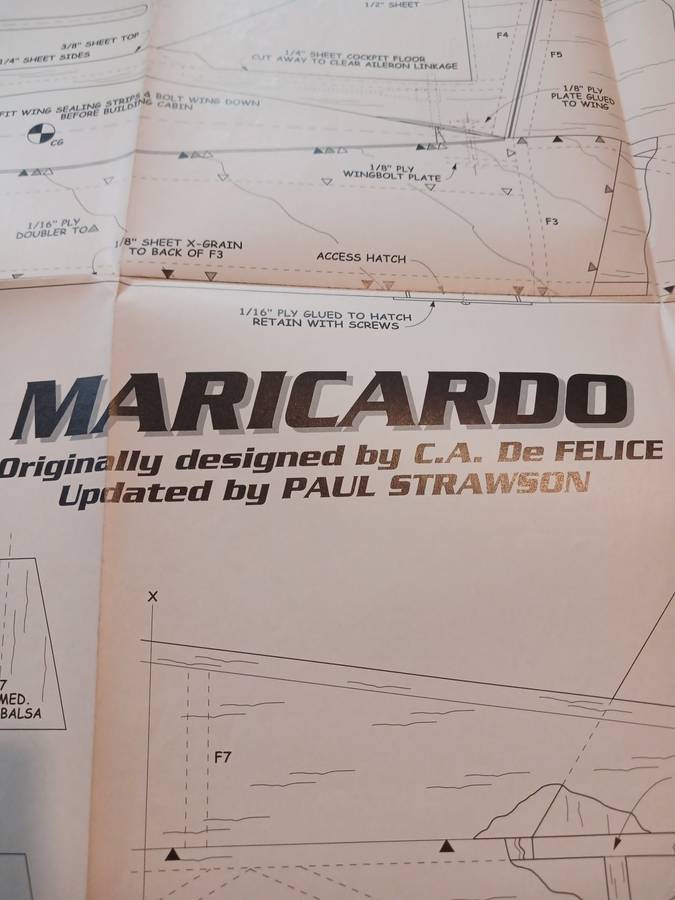 1/2" SHEET
3/8" SHEET TOP
1/4" SHEET SIDES
F4
F5
1/4" SHEET COCKPIT FLOOR
CUT AWAY TO CLEAR AILERON LINKAGE
1/8" PLY
PLATE GLUED
TO WING
FIT WING SEALING STRIPS & BOLT WING DOWN
BEFORE BUILDING CABIN
CG
1/8" PLY
WINGBOLT PLATE
1/16" PLY
DOUBLER TO
F3
1/8" SHEET X-GRAIN
TO BACK OF F3
ACCESS HATCH
1/16" PLY GLUED TO HATCH
RETAIN WITH SCREWS
MARICARDO
Originally designed by C.A. De FELICE
Updated by PAUL STRAWSON
X
7
MED.
BALSA
F7